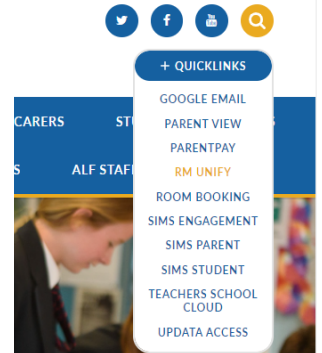 + QUICKLINKS
GOOGLE EMAIL
CARERS
PARENT VIEW
PARENTPAY
ALF STAF
RM UNIFY
ROOM BOOKING
SIMS ENGAGEMENT
SIMS PARENT
SIMS STUDENT
TEACHERS SCHOOL
CLOUD
UPDATA ACCESS